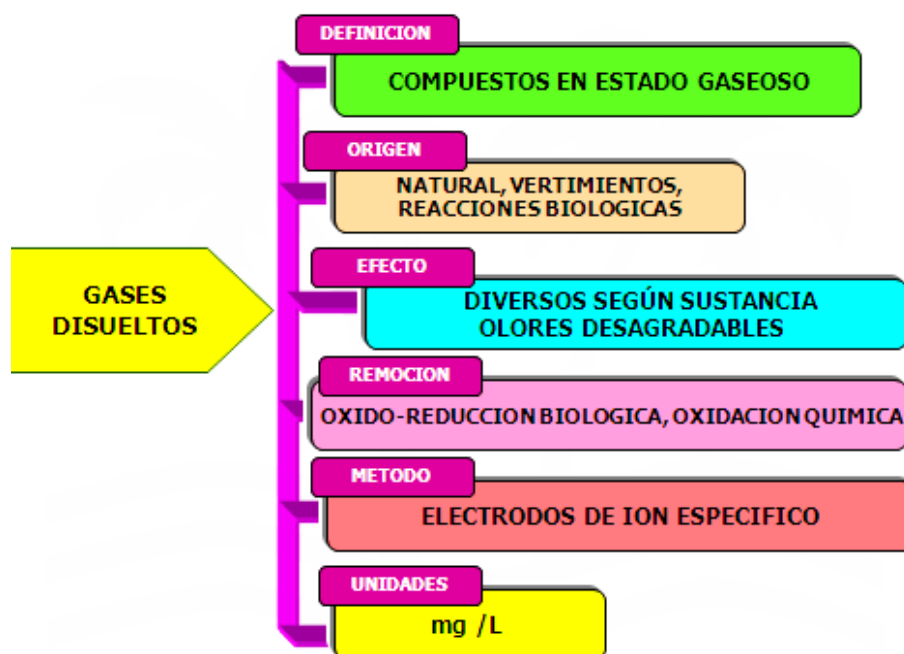 DEFINICION
COMPUESTOS EN ESTADO GASEOSO
ORIGEN
NATURAL, VERTIMIENTOS,
REACCIONES BIOLOGICAS
EFECTO
GASES
DISUELTOS
DIVERSOS SEGÚN SUSTANCIA
OLORES DESAGRADABLES
REMOCION
OXIDO-REDUCCION BIOLOGICA, OXIDACION QUIMICA
METODO
ELECTRODOS DE ION ESPECIFICO
UNIDADES
mg /L